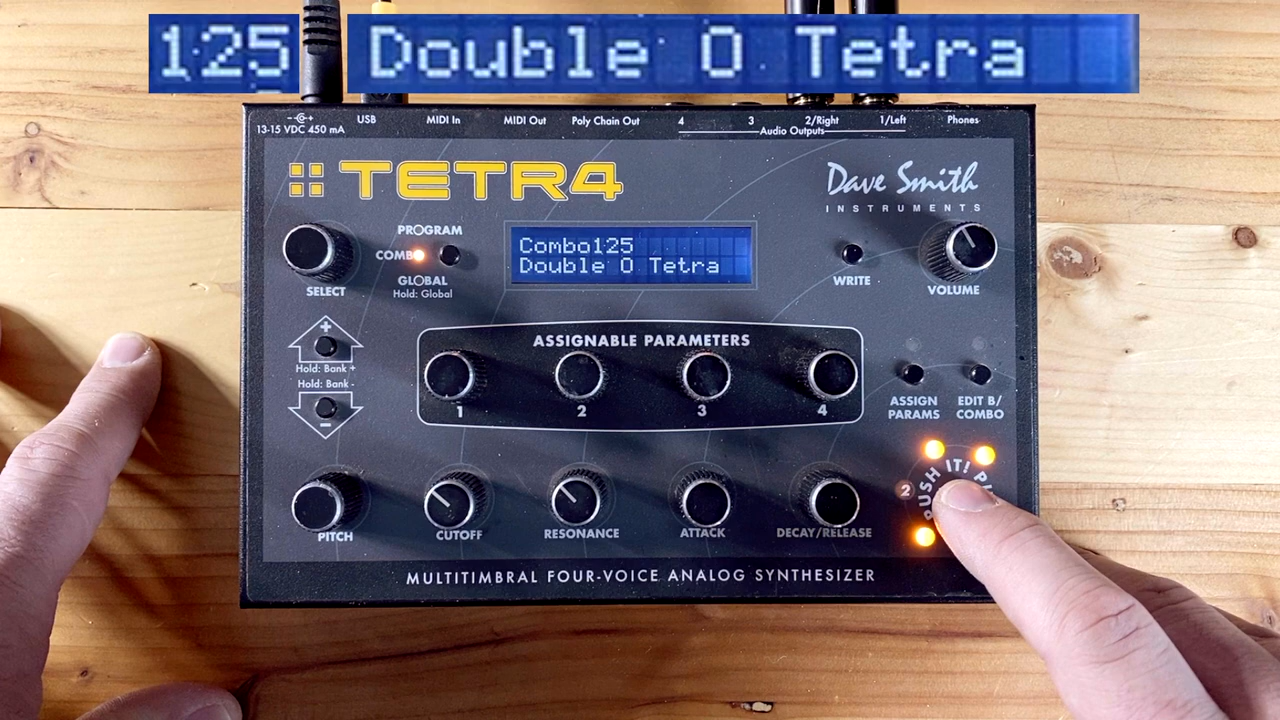 125 Double O Tetra
13-15 VDC 450 mA
USB
MIDI In
MIDI Out
Poly Chain Out
4
3
2/Right
1/Left
Audio Outputs
Phones
TETR4
Dave Smith
INSTRUMENTS
PROGRAM
COMBO
GLOBAL
Hold: Global
SELECT
Combo125
Double O Tetra
WRITE
VOLUME
+
Hold: Bank +
Hold: Bank -
-
ASSIGNABLE PARAMETERS
1
2
3
4
ASSIGN
PARAMS
EDIT B/
COMBO
PUSH IT!
2
PITCH
CUTOFF
RESONANCE
ATTACK
DECAY/RELEASE
MULTITIMBRAL FOUR-VOICE ANALOG SYNTHESIZER